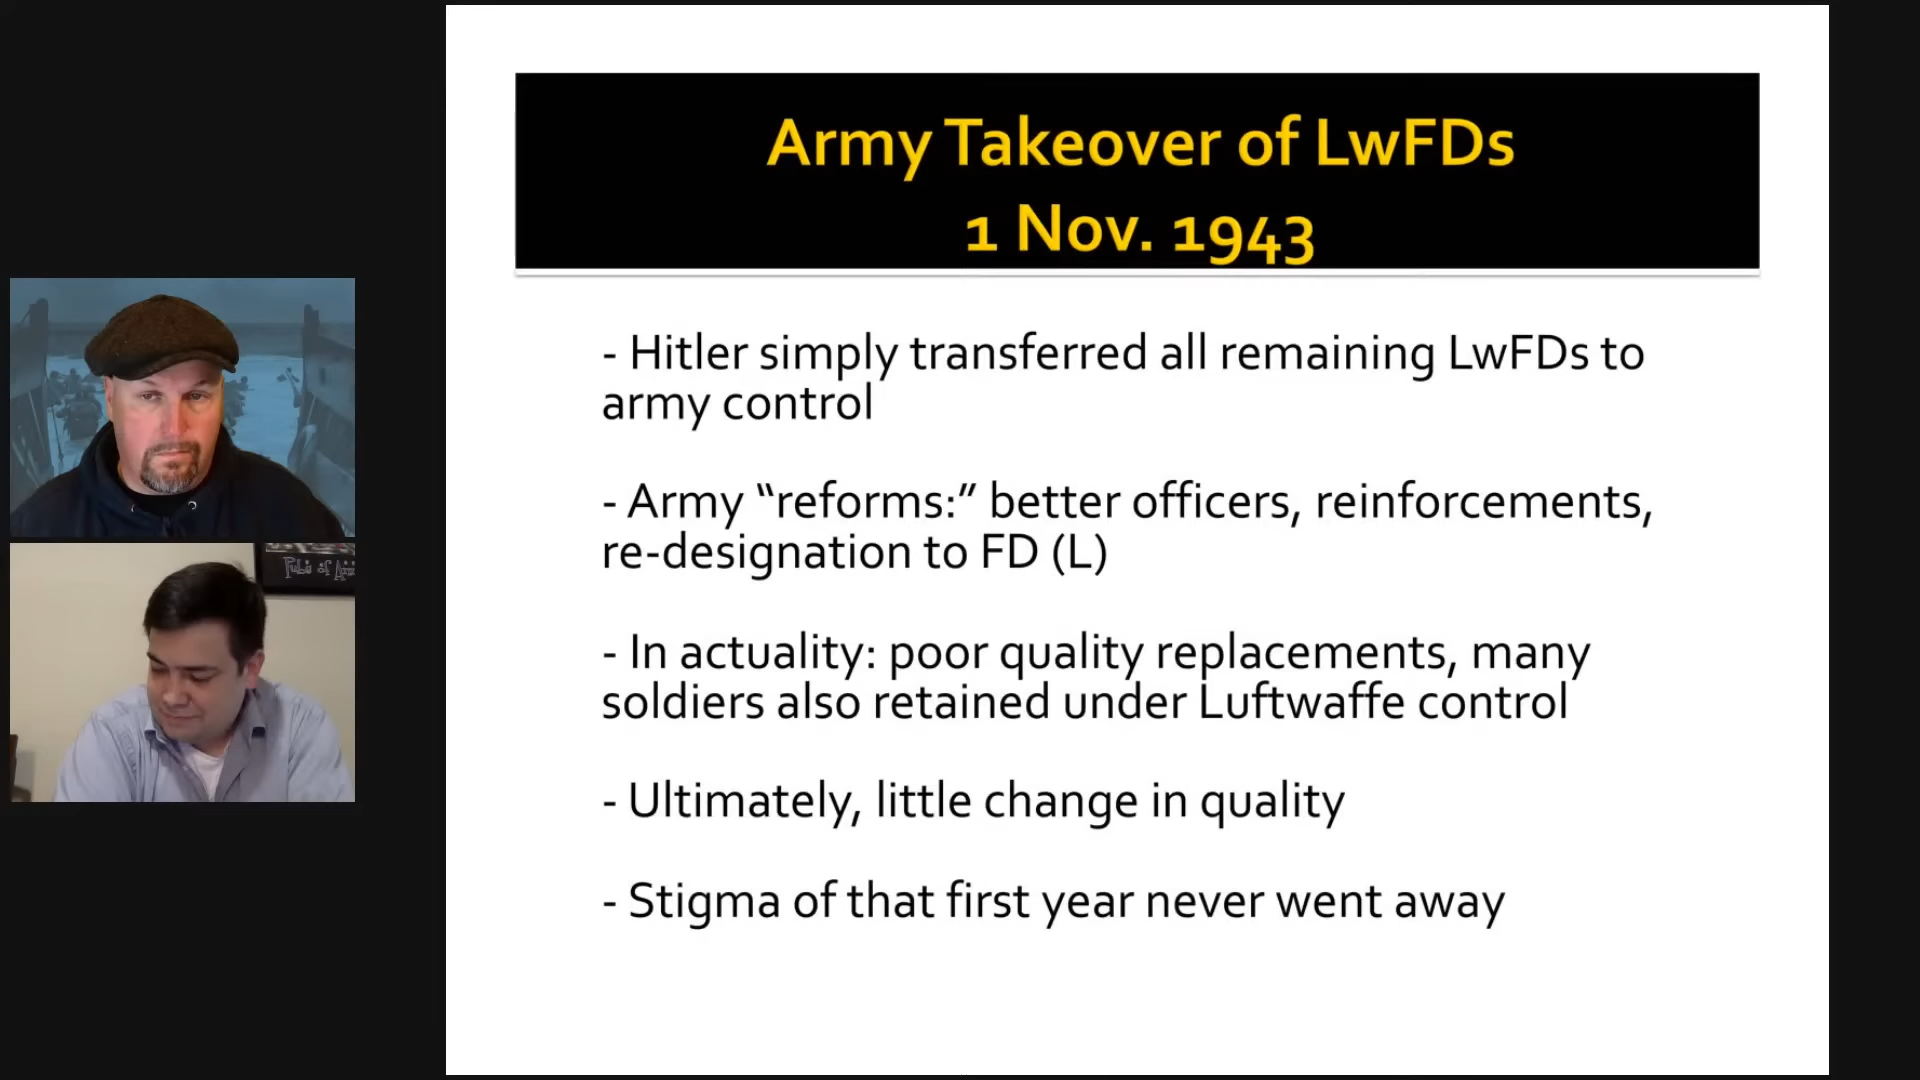 Army Takeover of LwFDs
1 Nov. 1943
- Hitler simply transferred all remaining LwFDs to
army control
- Army “reforms:” better officers, reinforcements,
re-designation to FD (L)
- In actuality: poor quality replacements, many
soldiers also retained under Luftwaffe control
- Ultimately, little change in quality
- Stigma of that first year never went away
Pubs of